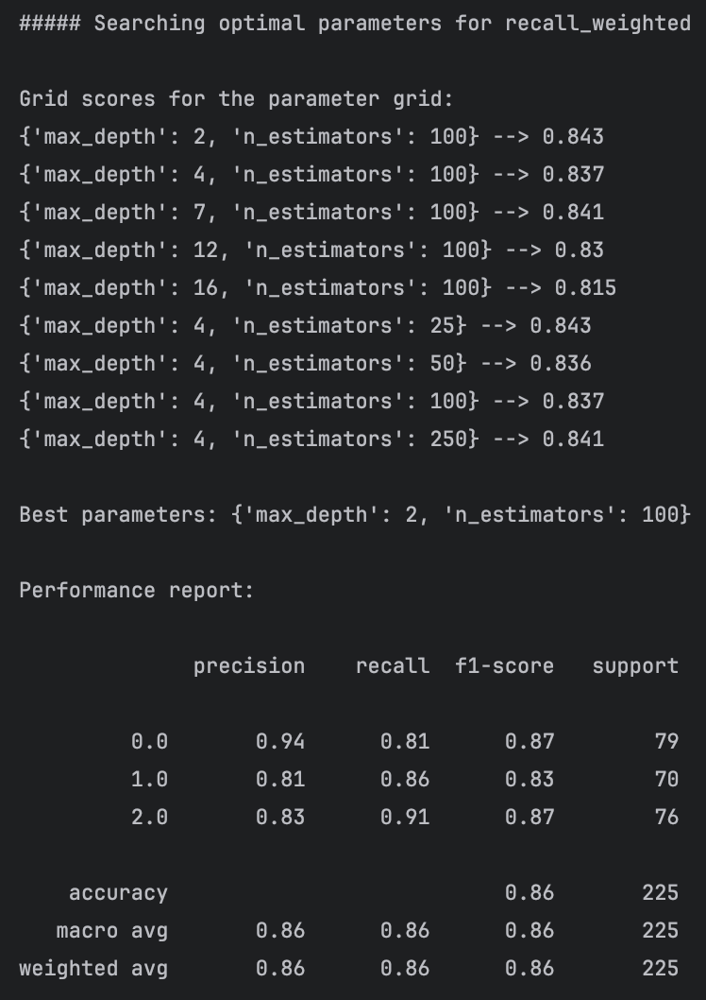 ##### Searching optimal parameters for recall_weighted
Grid scores for the parameter grid:
{'max_depth': 2, 'n_estimators': 100} --> 0.843
{'max_depth': 4, 'n_estimators': 100} --> 0.837
{'max_depth': 7, 'n_estimators': 100} --> 0.841
{'max_depth': 12, 'n_estimators': 100} --> 0.83
{'max_depth': 16, 'n_estimators': 100} --> 0.815
{'max_depth': 4, 'n_estimators': 25} --> 0.843
{'max_depth': 4, 'n_estimators': 50} --> 0.836
{'max_depth': 4, 'n_estimators': 100} --> 0.837
{'max_depth': 4, 'n_estimators': 250} --> 0.841
Best parameters: {'max_depth': 2, 'n_estimators': 100}
Performance report:
precision recall f1-score support
0.0 0.94 0.81 0.87 79
1.0 0.81 0.86 0.83 70
2.0 0.83 0.91 0.87 76
accuracy 0.86 225
macro avg 0.86 0.86 0.86 225
weighted avg 0.86 0.86 0.86 225